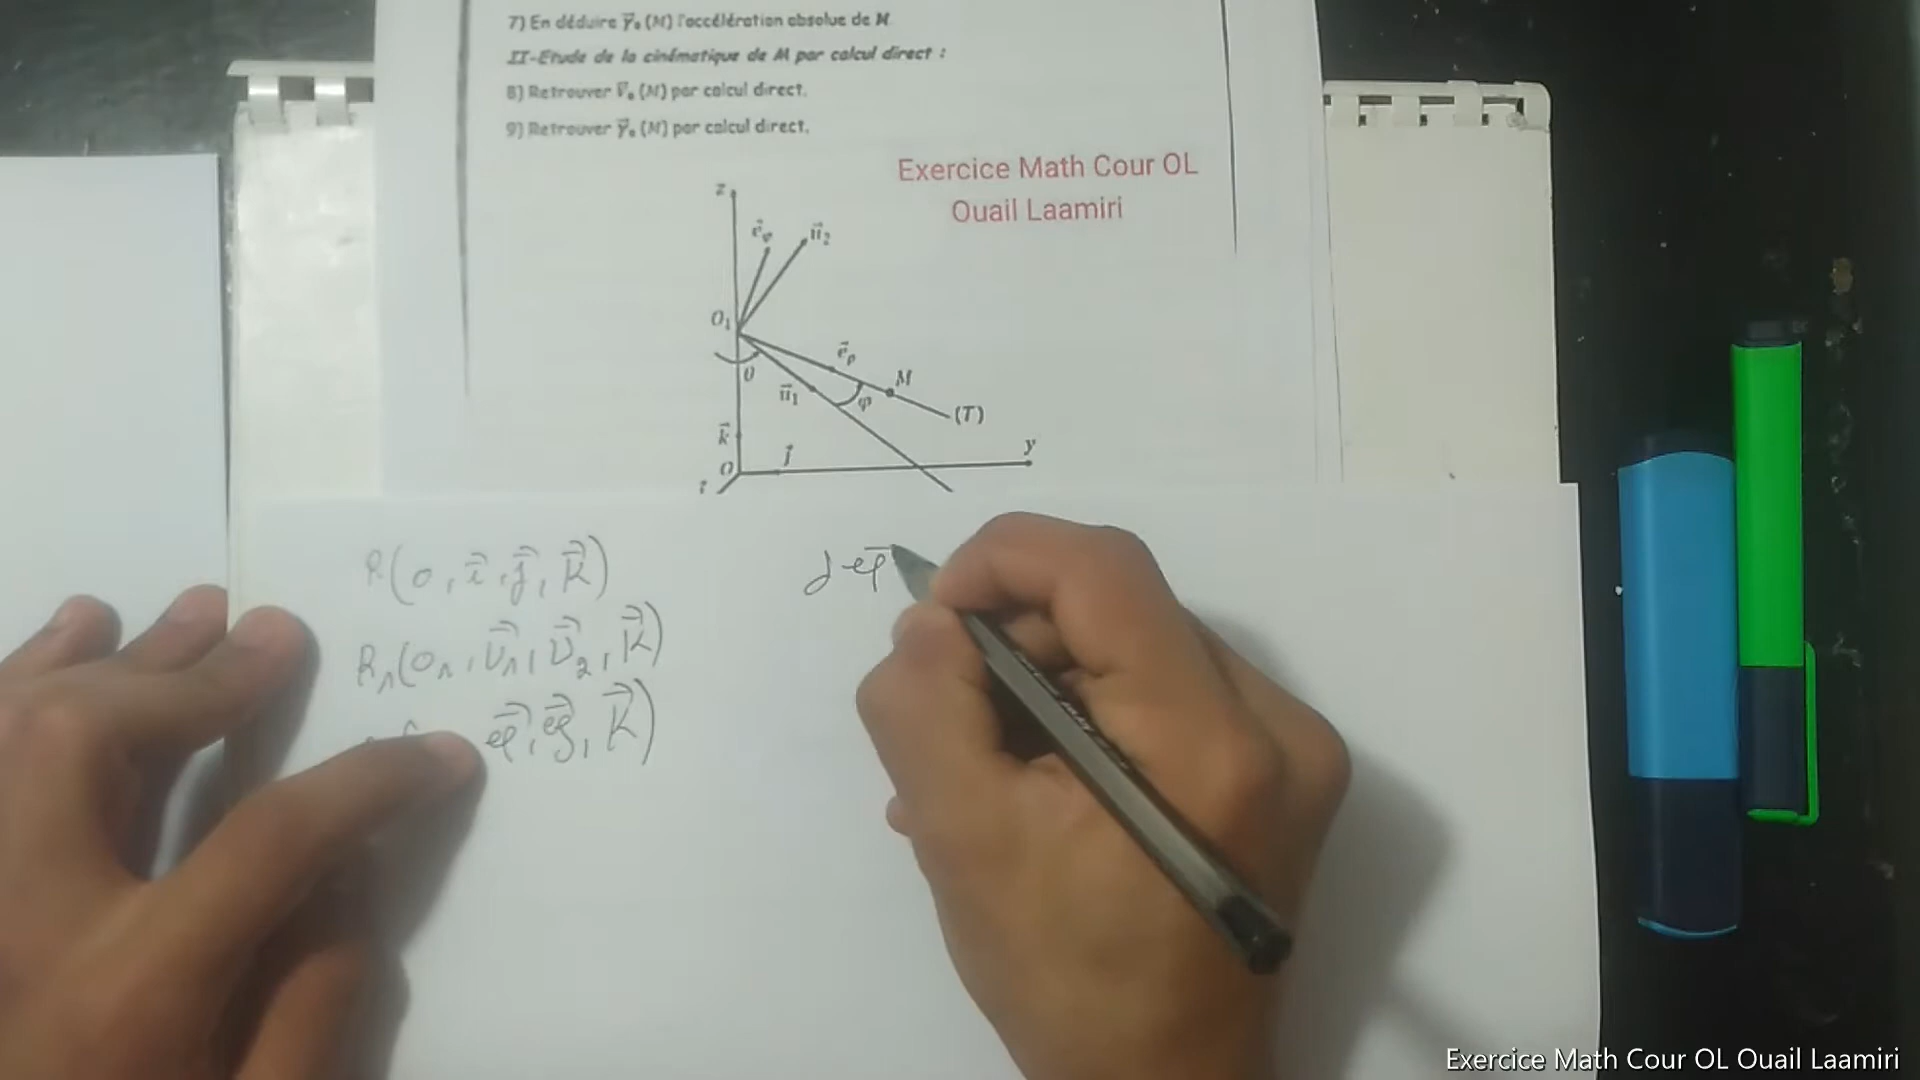 7) En déduire γ⃗ₐ (M) l'accélération absolue de M
II-Etude de la cinématique de M par calcul direct :
8) Retrouver V⃗ₐ (M) par calcul direct.
9) Retrouver γ⃗ₐ (M) par calcul direct.
Exercice Math Cour OL
Ouail Laamiri
z
e⃗φ u⃗₂
O₁
e⃗ρ
θ M
u⃗₁ φ (T)
k⃗
O j⃗ y
i⃗
R(o, i⃗, j⃗, k⃗)
R₁(o₁, U⃗₁, U⃗₂, k⃗)
e⃗φ, e⃗ρ, k⃗)
d e⃗φ
Exercice Math Cour OL Ouail Laamiri